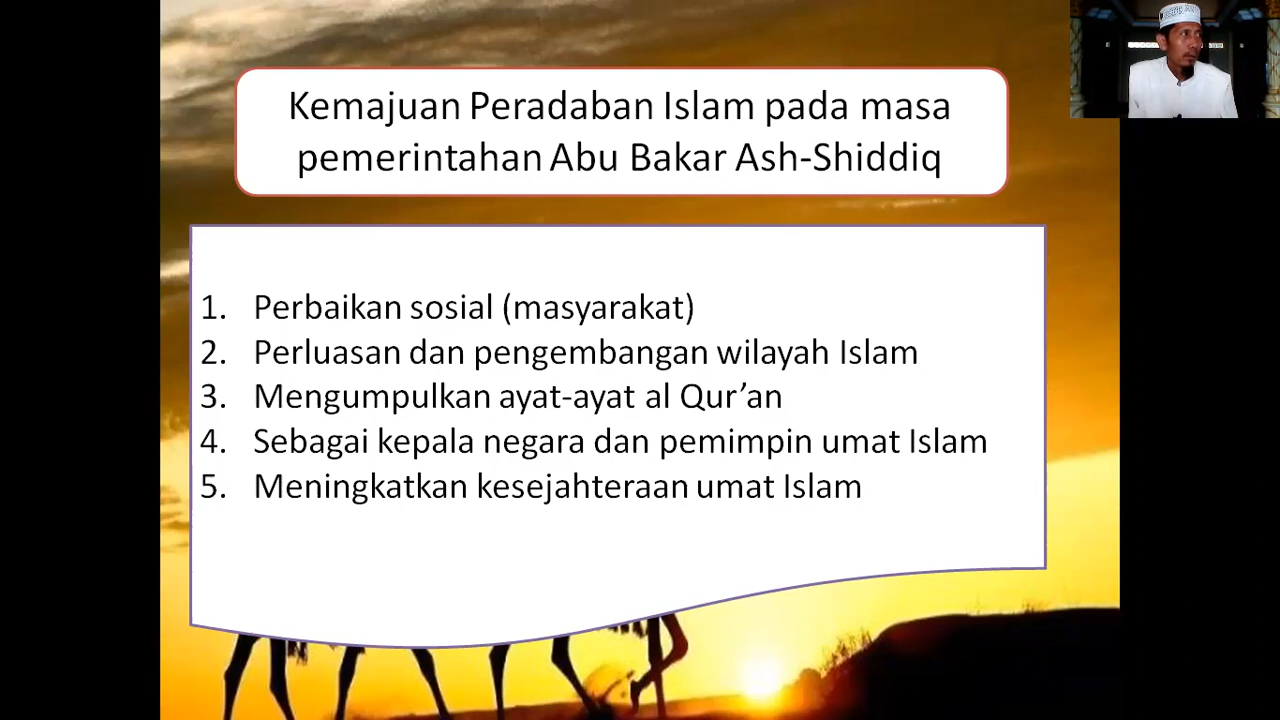 Kemajuan Peradaban Islam pada masa
pemerintahan Abu Bakar Ash-Shiddiq
1. Perbaikan sosial (masyarakat)
2. Perluasan dan pengembangan wilayah Islam
3. Mengumpulkan ayat-ayat al Qur’an
4. Sebagai kepala negara dan pemimpin umat Islam
5. Meningkatkan kesejahteraan umat Islam